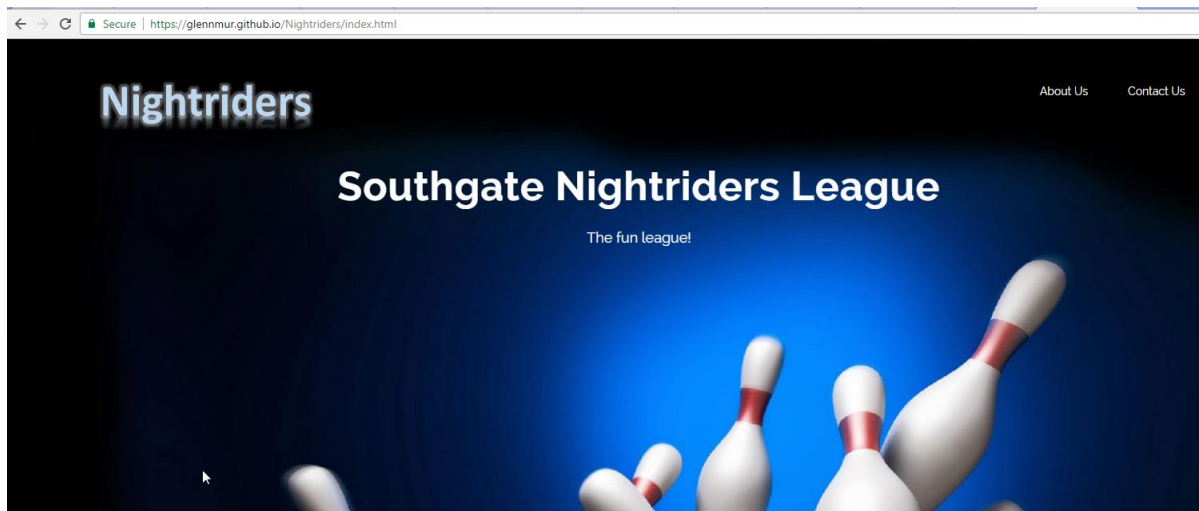 Secure | https://glennmur.github.io/Nightriders/index.html
Nightriders
About Us Contact Us
Southgate Nightriders League
The fun league!